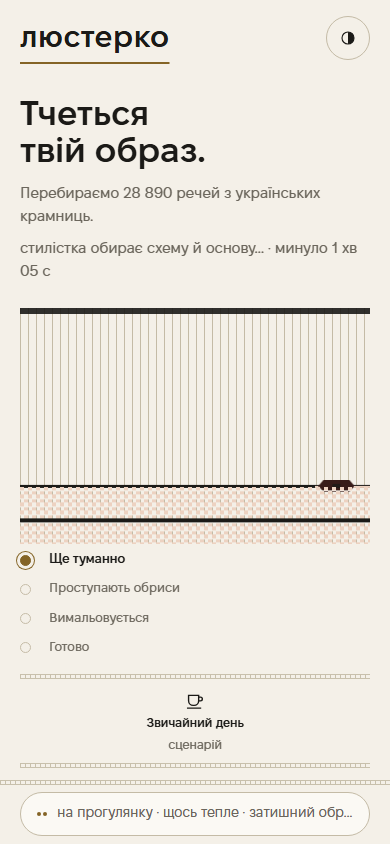 люстерко
Тчеться
твій образ.
Перебираємо 28 890 речей з українських
крамниць.
стилістка обирає схему й основу... · минуло 1 хв
05 с
Ще туманно
Проступають обриси
Вимальовується
Готово
Звичайний день
сценарій
на прогулянку · щось тепле · затишний обр...